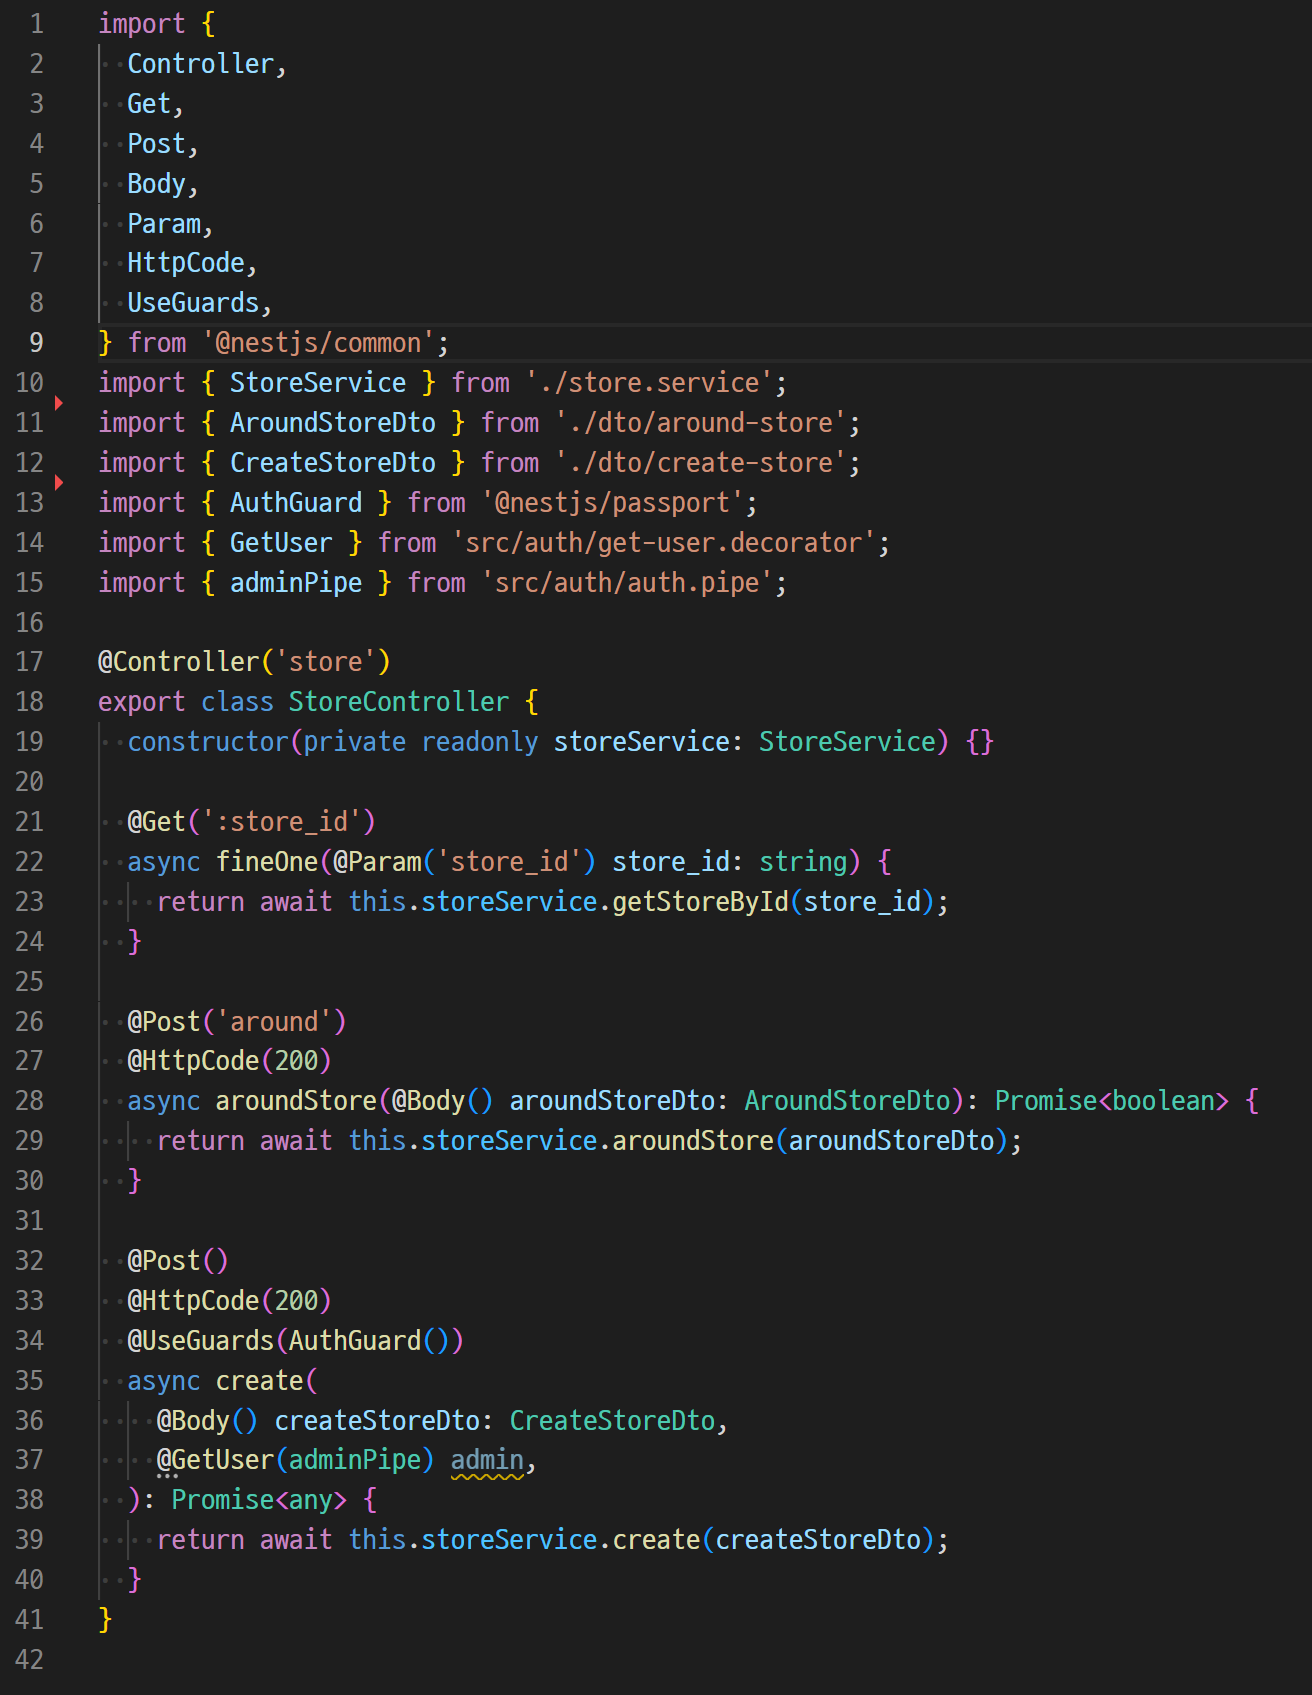 1 import {
2 Controller,
3 Get,
4 Post,
5 Body,
6 Param,
7 HttpCode,
8 UseGuards,
9 } from '@nestjs/common';
10 import { StoreService } from './store.service';
11 import { AroundStoreDto } from './dto/around-store';
12 import { CreateStoreDto } from './dto/create-store';
13 import { AuthGuard } from '@nestjs/passport';
14 import { GetUser } from 'src/auth/get-user.decorator';
15 import { adminPipe } from 'src/auth/auth.pipe';
16
17 @Controller('store')
18 export class StoreController {
19 constructor(private readonly storeService: StoreService) {}
20
21 @Get(':store_id')
22 async fineOne(@Param('store_id') store_id: string) {
23 return await this.storeService.getStoreById(store_id);
24 }
25
26 @Post('around')
27 @HttpCode(200)
28 async aroundStore(@Body() aroundStoreDto: AroundStoreDto): Promise<boolean> {
29 return await this.storeService.aroundStore(aroundStoreDto);
30 }
31
32 @Post()
33 @HttpCode(200)
34 @UseGuards(AuthGuard())
35 async create(
36 @Body() createStoreDto: CreateStoreDto,
37 @GetUser(adminPipe) admin,
38 ): Promise<any> {
39 return await this.storeService.create(createStoreDto);
40 }
41 }
42